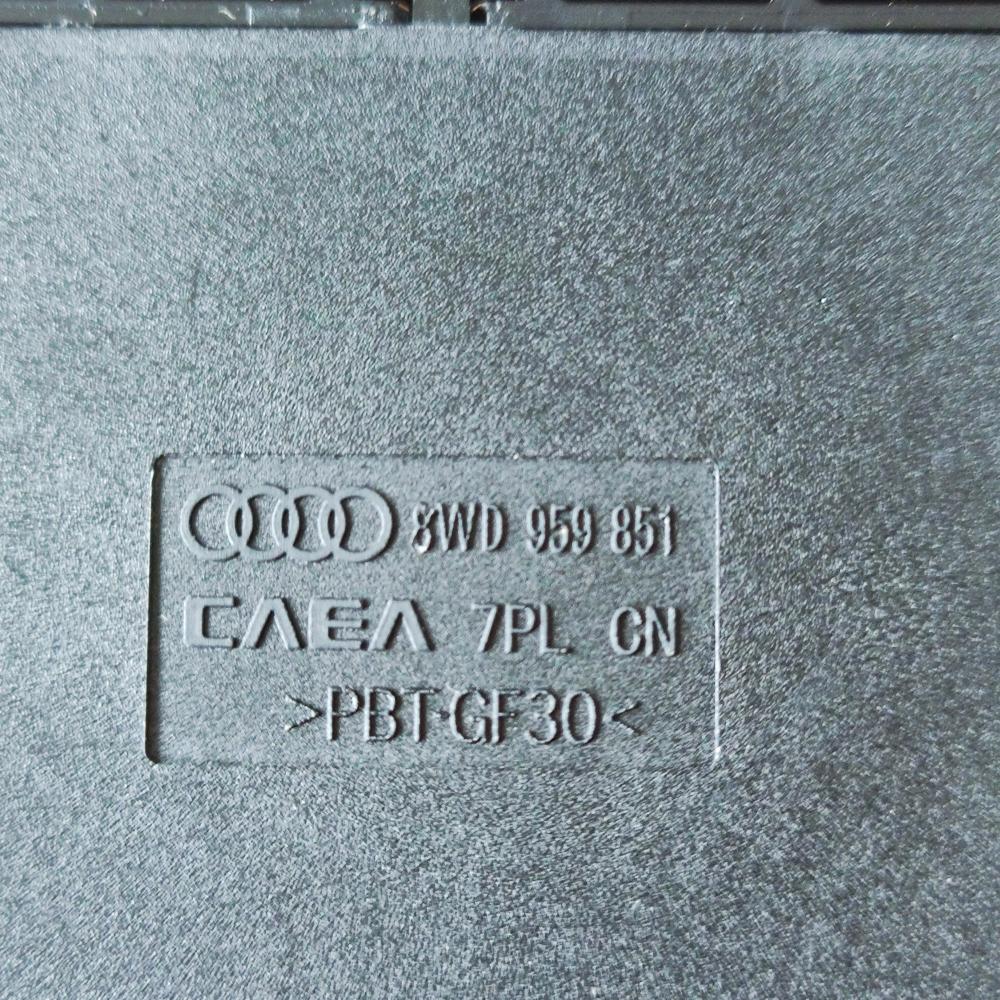 8WD 959 851
CAEA 7PL CN
>PBT-GF30<